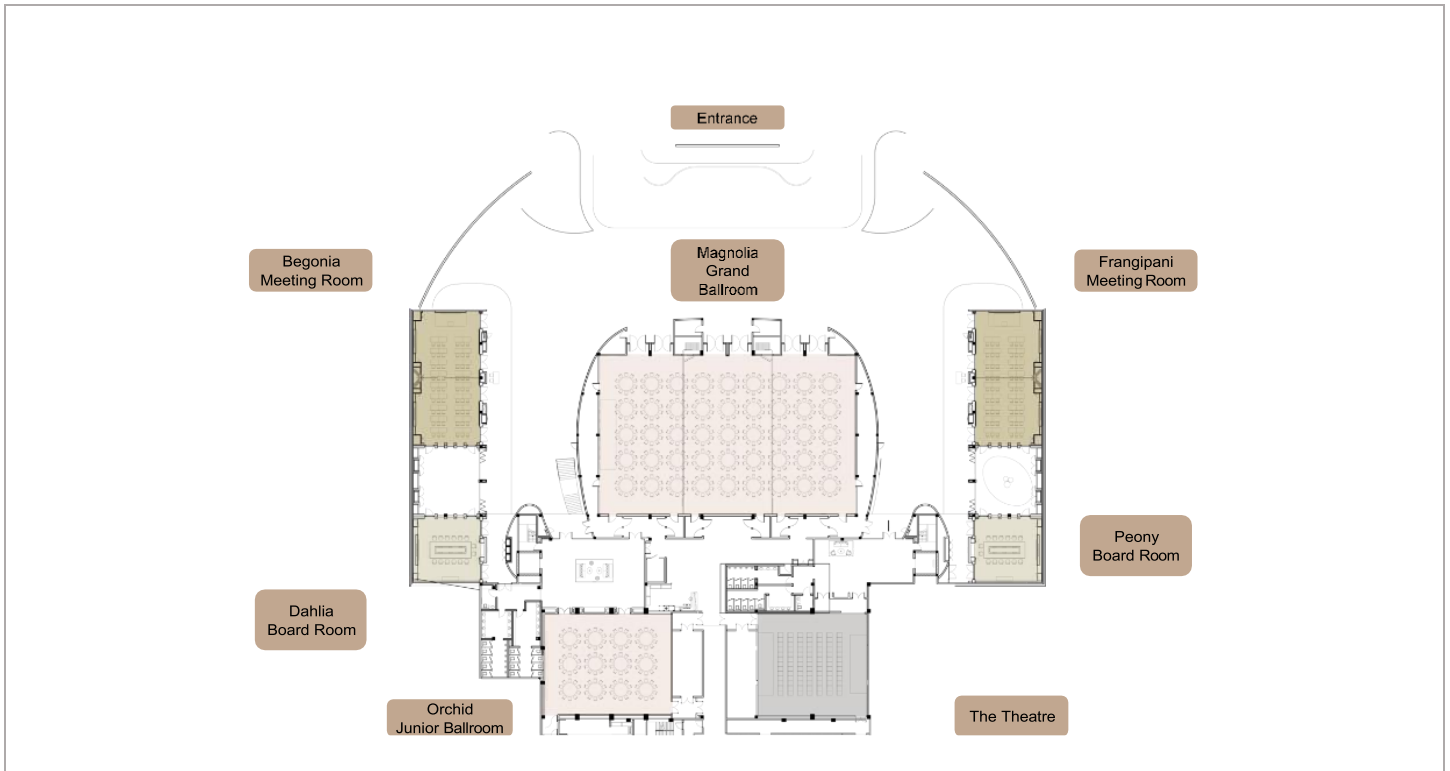 Entrance
Magnolia
Grand
Ballroom
Begonia
Meeting Room
Frangipani
Meeting Room
Peony
Board Room
Dahlia
Board Room
Orchid
Junior Ballroom
The Theatre